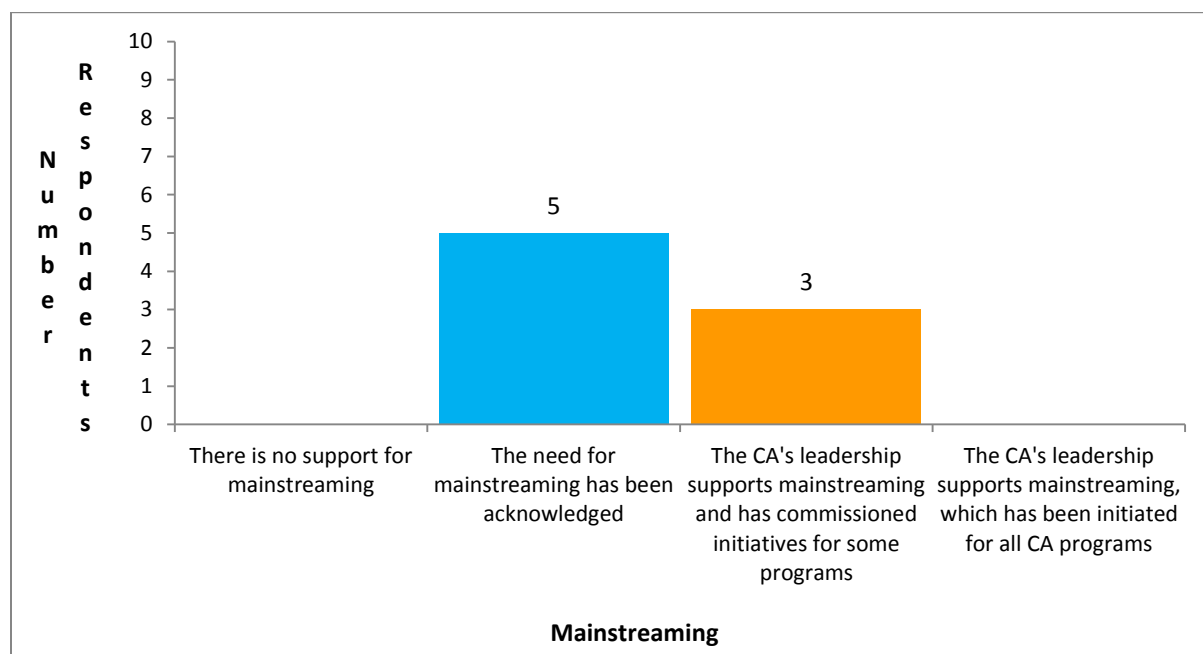 Number
Respondents
10
9
8
7
6
5
4
3
2
1
0
5
3
There is no support for
mainstreaming
The need for
mainstreaming has been
acknowledged
The CA's leadership
supports mainstreaming
and has commissioned
initiatives for some
programs
The CA's leadership
supports mainstreaming,
which has been initiated
for all CA programs
Mainstreaming